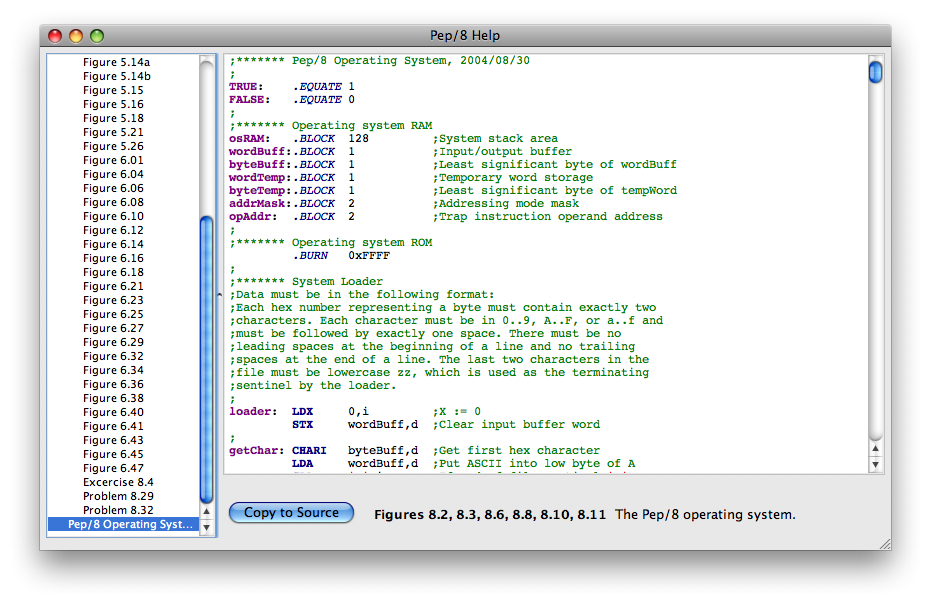 Pep/8 Help
Figure 5.14a
Figure 5.14b
Figure 5.15
Figure 5.16
Figure 5.18
Figure 5.21
Figure 5.26
Figure 6.01
Figure 6.04
Figure 6.06
Figure 6.08
Figure 6.10
Figure 6.12
Figure 6.14
Figure 6.16
Figure 6.18
Figure 6.21
Figure 6.23
Figure 6.25
Figure 6.27
Figure 6.29
Figure 6.32
Figure 6.34
Figure 6.36
Figure 6.38
Figure 6.40
Figure 6.41
Figure 6.43
Figure 6.45
Figure 6.47
Excercise 8.4
Problem 8.29
Problem 8.32
Pep/8 Operating Syst...
;******* Pep/8 Operating System, 2004/08/30
;
TRUE:    .EQUATE 1
FALSE:   .EQUATE 0
;
;******* Operating system RAM
osRAM:   .BLOCK  128         ;System stack area
wordBuff:.BLOCK  1           ;Input/output buffer
byteBuff:.BLOCK  1           ;Least significant byte of wordBuff
wordTemp:.BLOCK  1           ;Temporary word storage
byteTemp:.BLOCK  1           ;Least significant byte of tempWord
addrMask:.BLOCK  2           ;Addressing mode mask
opAddr:  .BLOCK  2           ;Trap instruction operand address
;
;******* Operating system ROM
         .BURN   0xFFFF
;
;******* System Loader
;Data must be in the following format:
;Each hex number representing a byte must contain exactly two
;characters. Each character must be in 0..9, A..F, or a..f and
;must be followed by exactly one space. There must be no
;leading spaces at the beginning of a line and no trailing
;spaces at the end of a line. The last two characters in the
;file must be lowercase zz, which is used as the terminating
;sentinel by the loader.
;
loader:  LDX     0,i         ;X := 0
         STX     wordBuff,d  ;Clear input buffer word
;
getChar: CHARI   byteBuff,d  ;Get first hex character
         LDA     wordBuff,d  ;Put ASCII into low byte of A
Copy to Source
Figures 8.2, 8.3, 8.6, 8.8, 8.10, 8.11 The Pep/8 operating system.